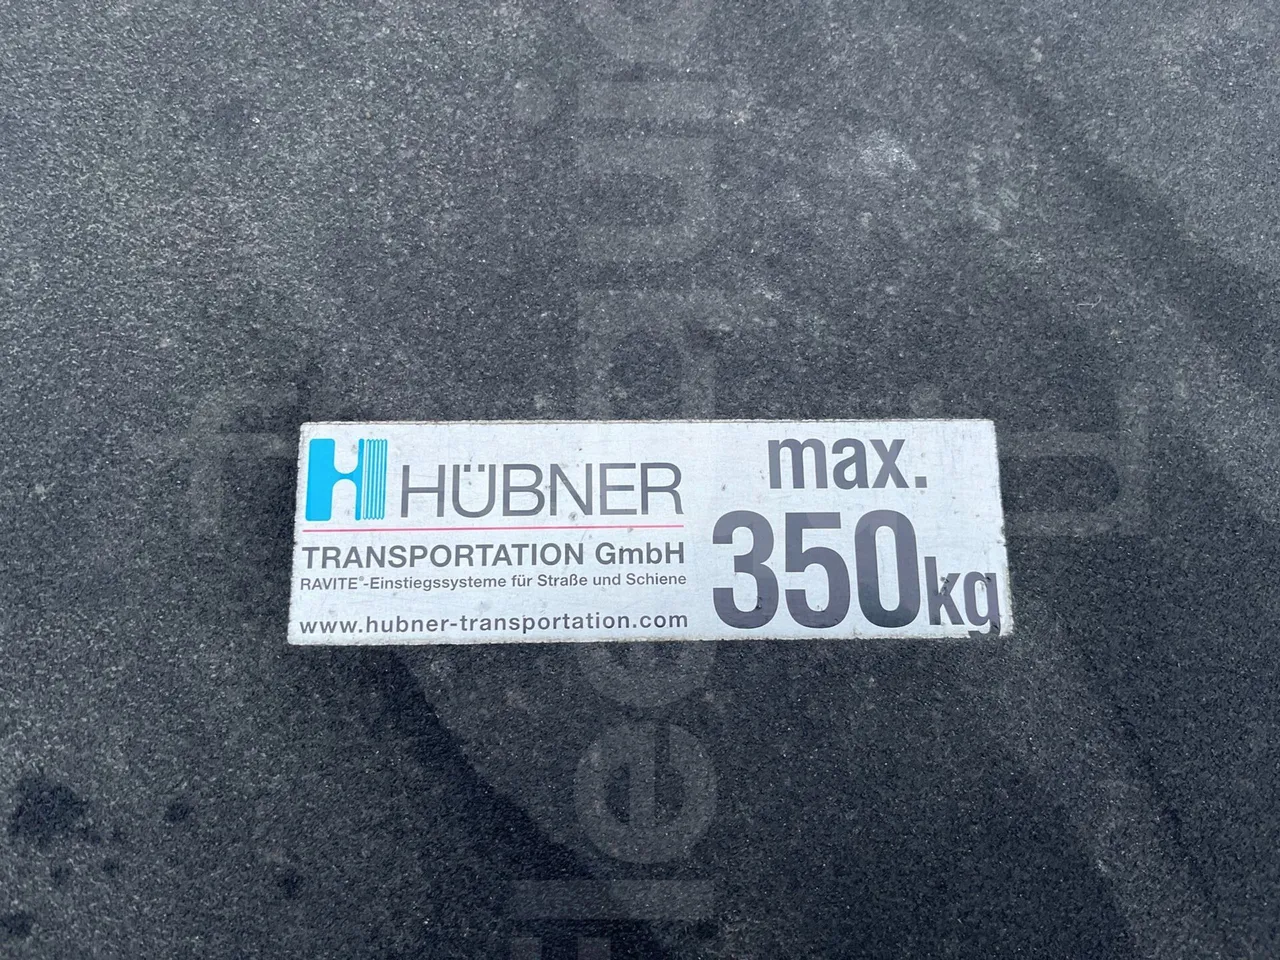 HÜBNER
TRANSPORTATION GmbH
RAVITE®-Einstiegssysteme für Straße und Schiene
www.hubner-transportation.com
max.
350kg